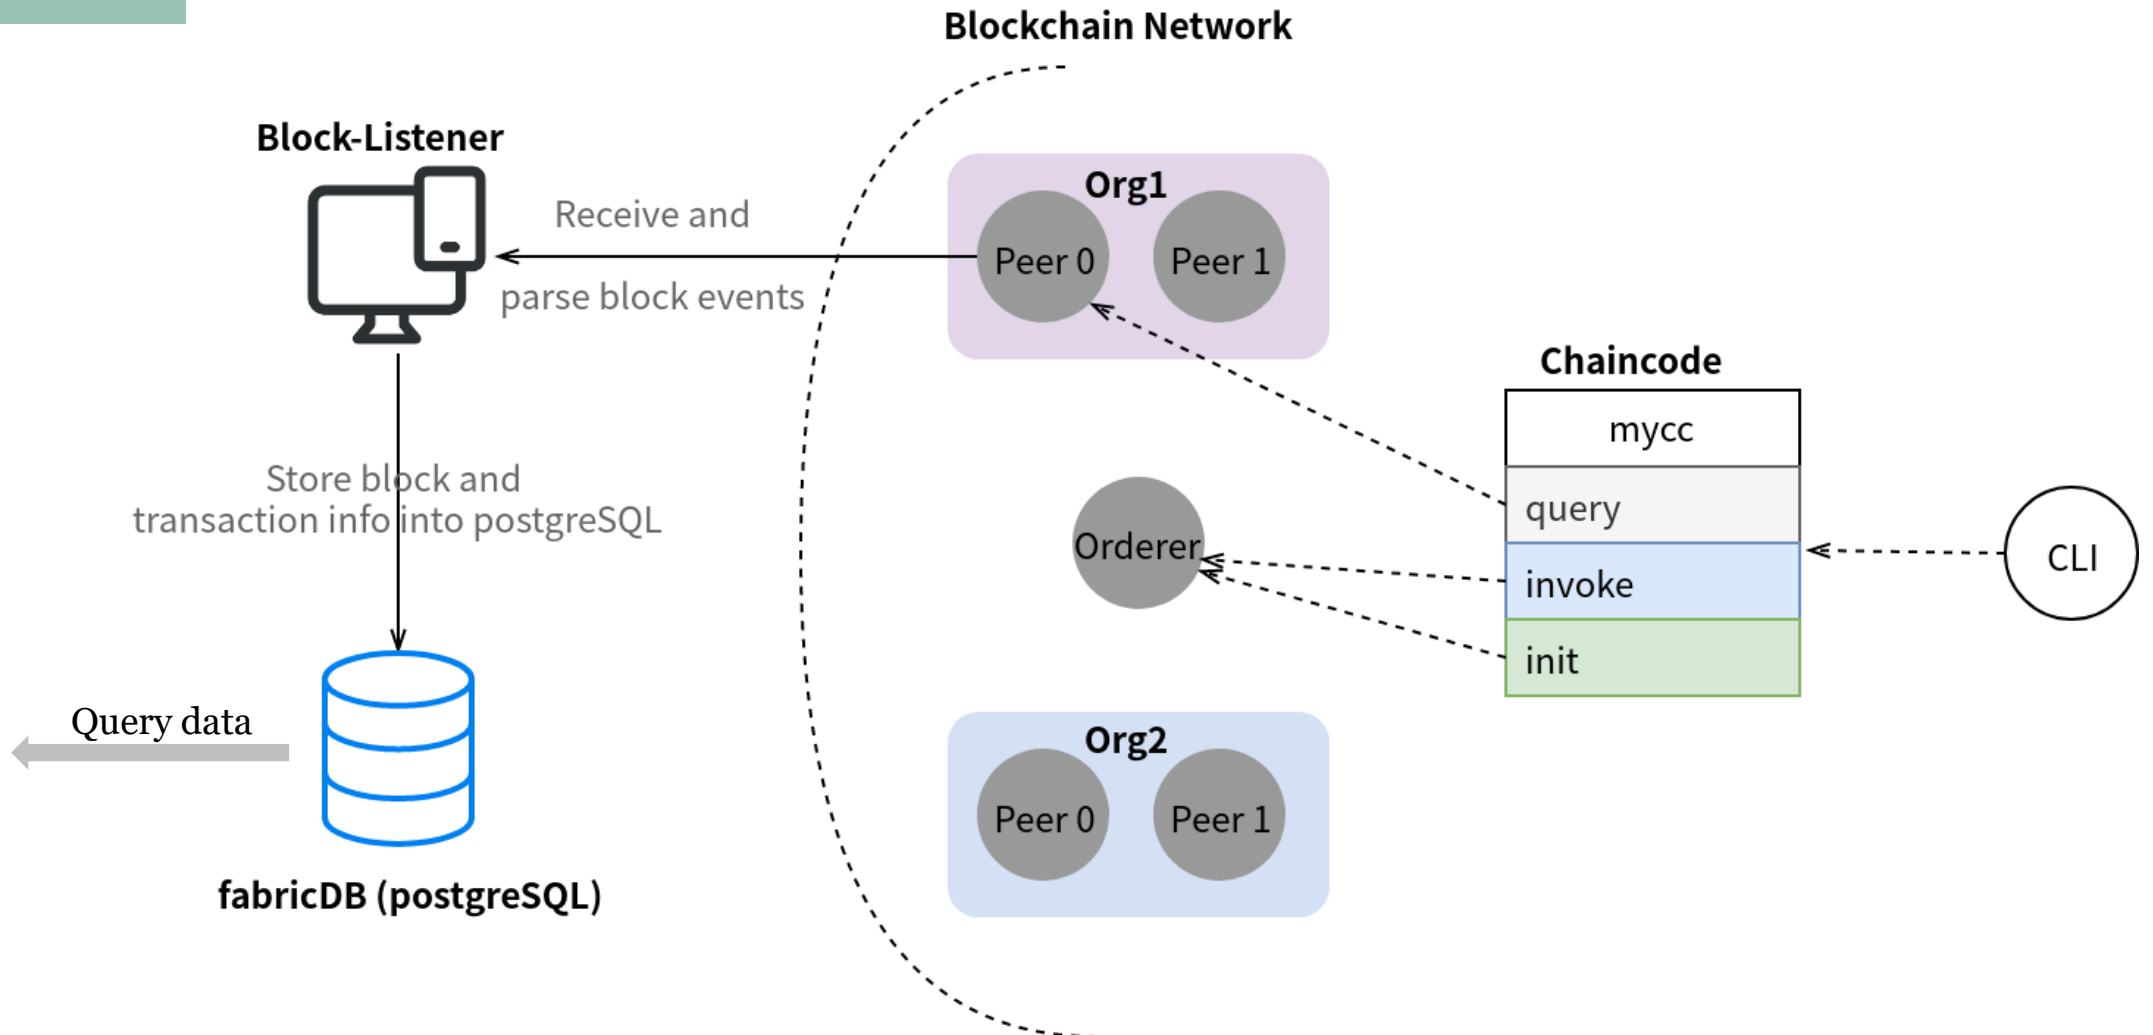 Blockchain Network
Block-Listener
Receive and
parse block events
Org1
Peer 0
Peer 1
Chaincode
mycc
query
invoke
init
CLI
Orderer
Store block and
transaction info into postgreSQL
Query data
fabricDB (postgreSQL)
Org2
Peer 0
Peer 1